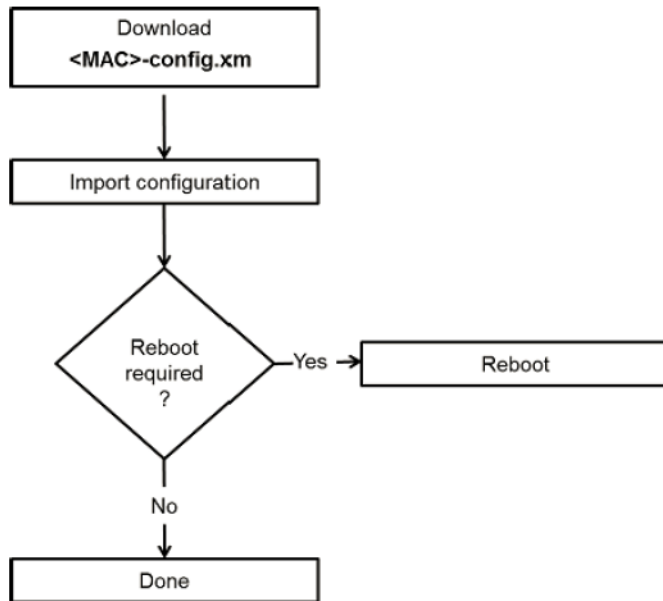 Download
<MAC>-config.xm
Import configuration
Reboot
required
?
Yes
Reboot
No
Done